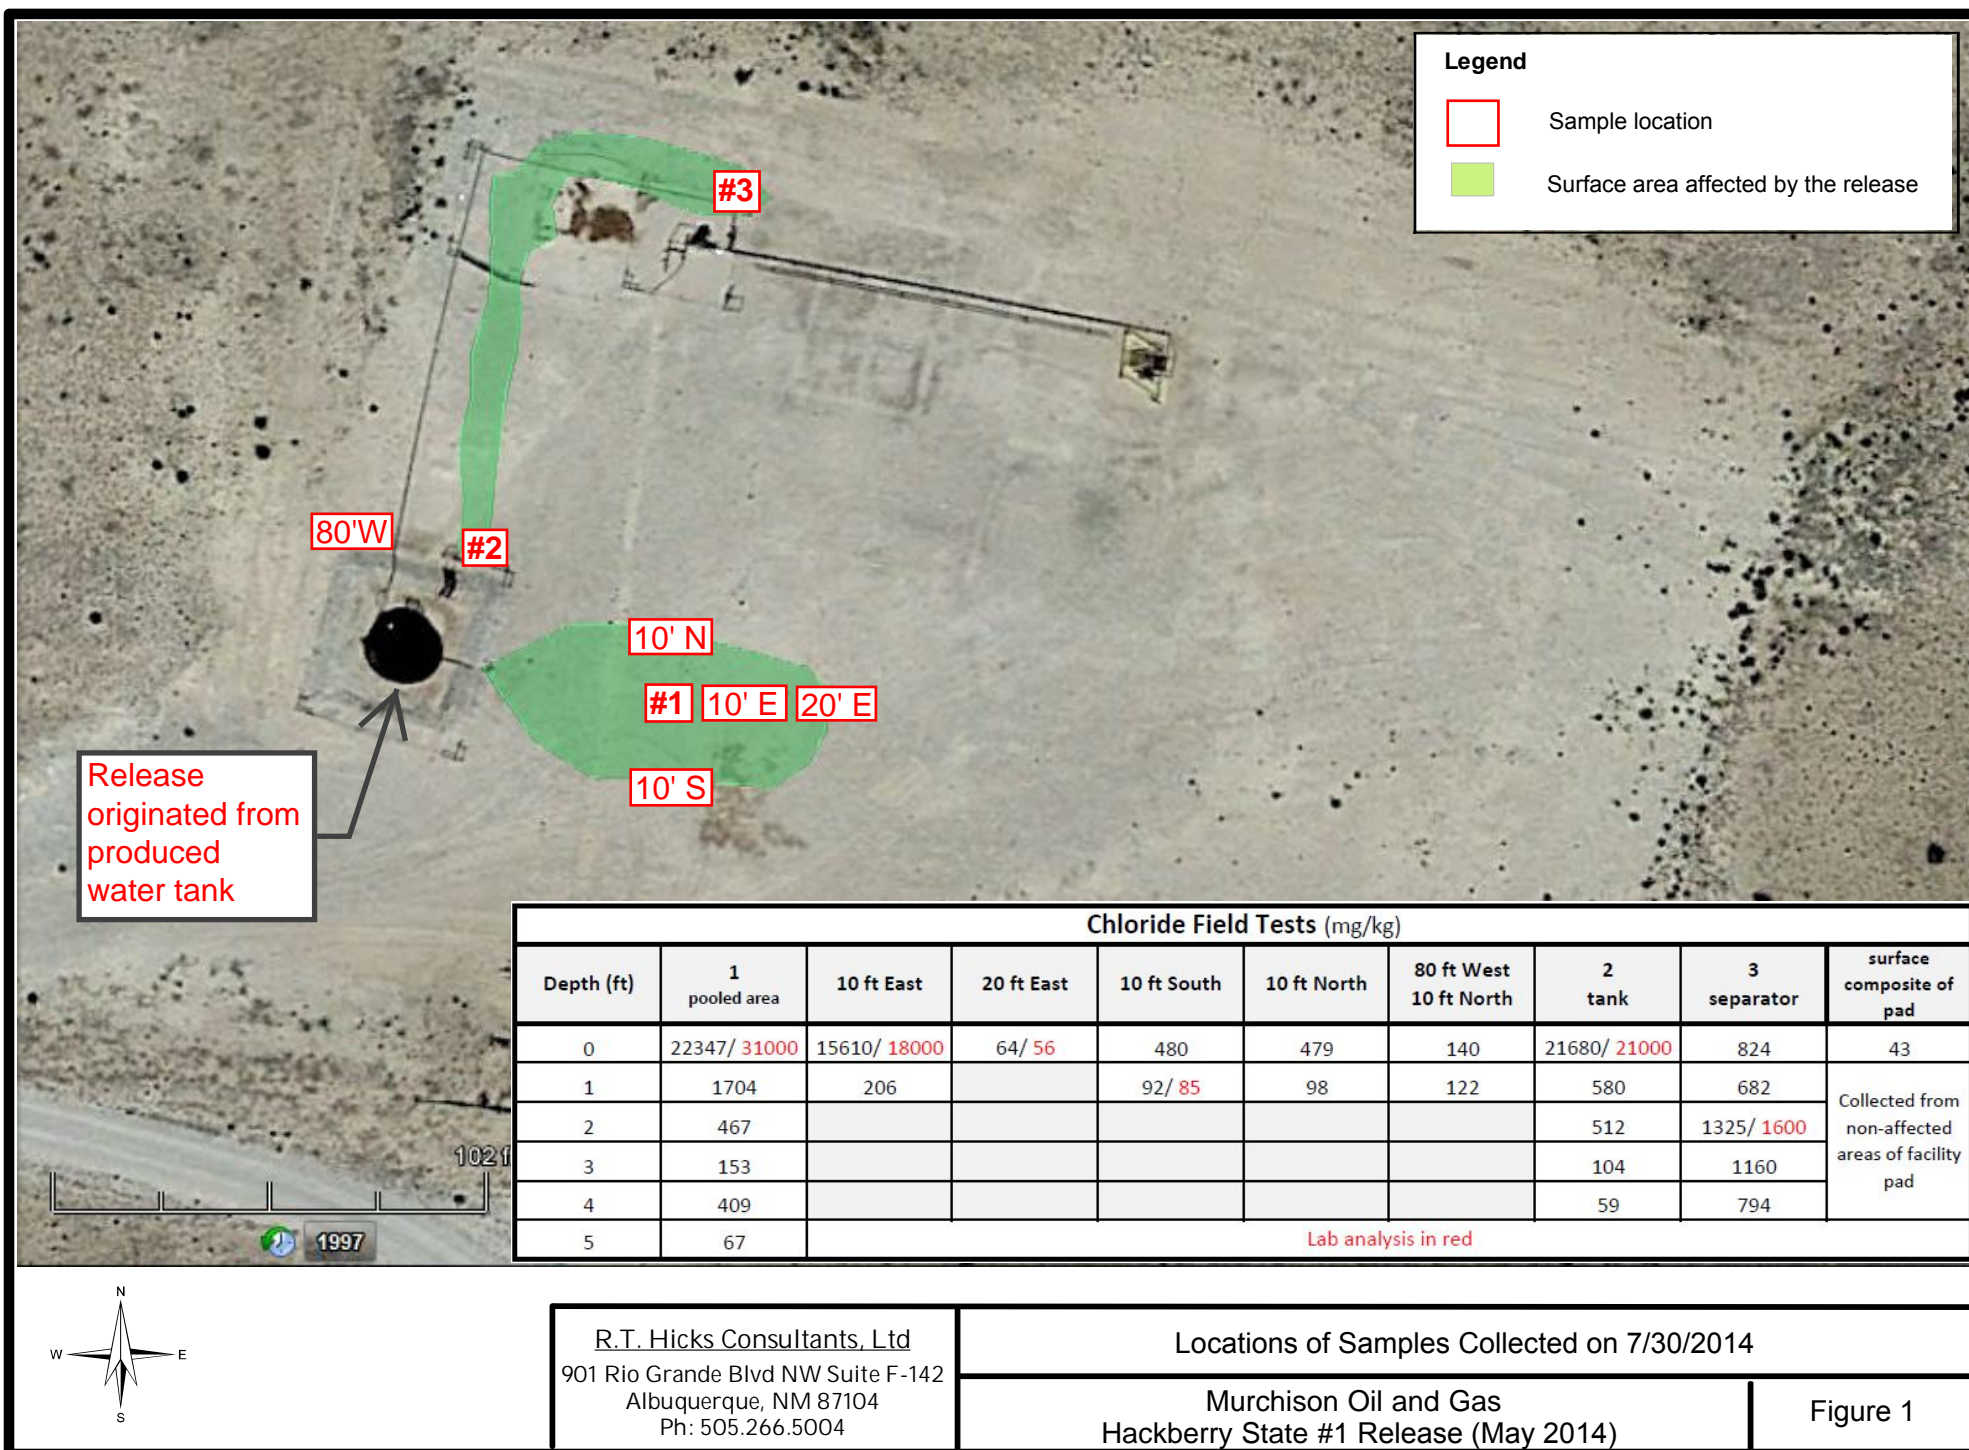 Legend
Sample location
Surface area affected by the release
#3
80'W
#2
10' N
#1 10' E 20' E
10' S
Release
originated from
produced
water tank
Chloride Field Tests (mg/kg)
Depth (ft) 1 pooled area 10 ft East 20 ft East 10 ft South 10 ft North 80 ft West 10 ft North 2 tank 3 separator surface composite of pad
0 22347/ 31000 15610/ 18000 64/ 56 480 479 140 21680/ 21000 824 43
1 1704 206 92/ 85 98 122 580 682
2 467 512 1325/ 1600
3 153 104 1160
4 409 59 794
Collected from
non-affected
areas of facility
pad
5 67 Lab analysis in red
102 f
1997
N
W E
S
R.T. Hicks Consultants, Ltd
901 Rio Grande Blvd NW Suite F-142
Albuquerque, NM 87104
Ph: 505.266.5004
Locations of Samples Collected on 7/30/2014
Murchison Oil and Gas
Hackberry State #1 Release (May 2014)
Figure 1